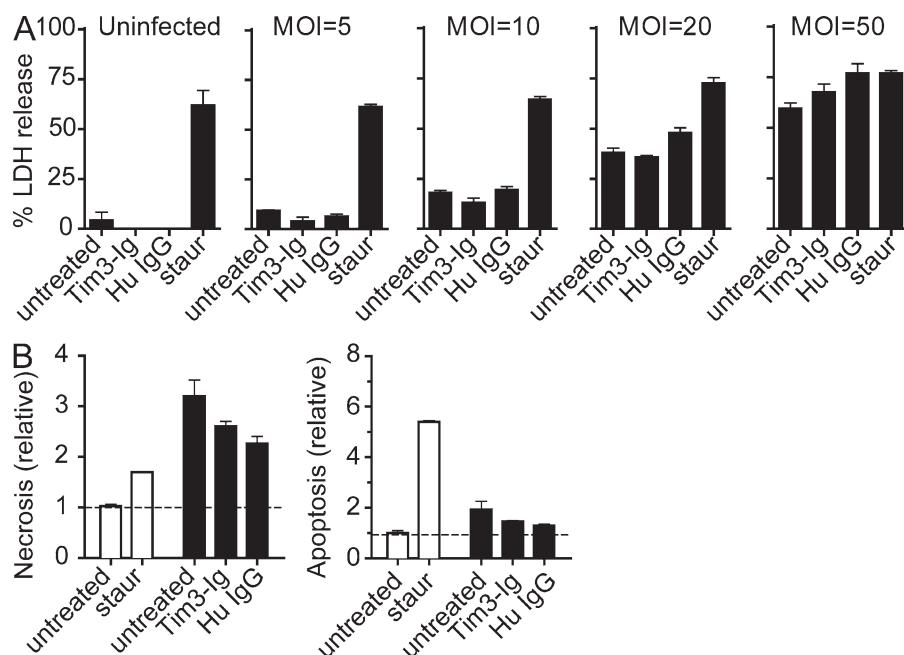 A
Uninfected
MOI=5
MOI=10
MOI=20
MOI=50
% LDH release
100
75
50
25
0
untreated
Tim3-Ig
Hu IgG
staur
untreated
Tim3-Ig
Hu IgG
staur
untreated
Tim3-Ig
Hu IgG
staur
untreated
Tim3-Ig
Hu IgG
staur
untreated
Tim3-Ig
Hu IgG
staur
B
Necrosis (relative)
4
3
2
1
0
untreated
staur
untreated
Tim3-Ig
Hu IgG
Apoptosis (relative)
8
6
4
2
0
untreated
staur
untreated
Tim3-Ig
Hu IgG